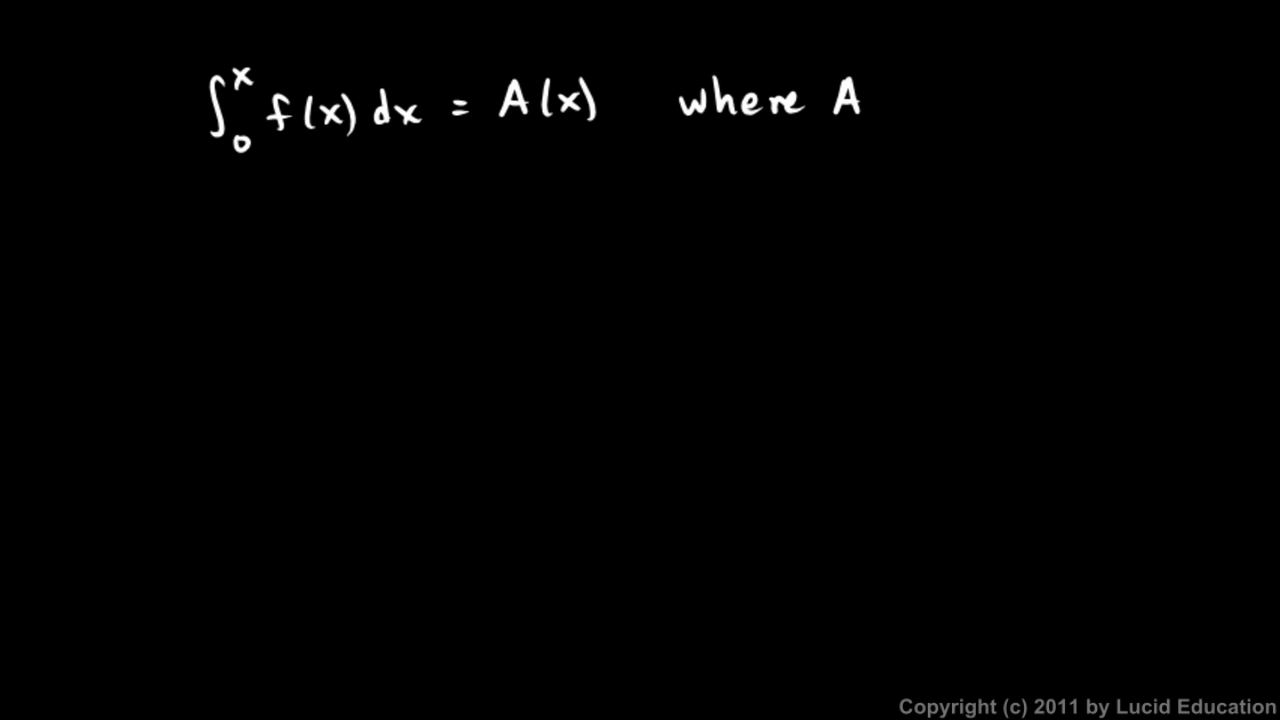 ∫₀ˣ f(x) dx = A(x) where A
Copyright (c) 2011 by Lucid Education